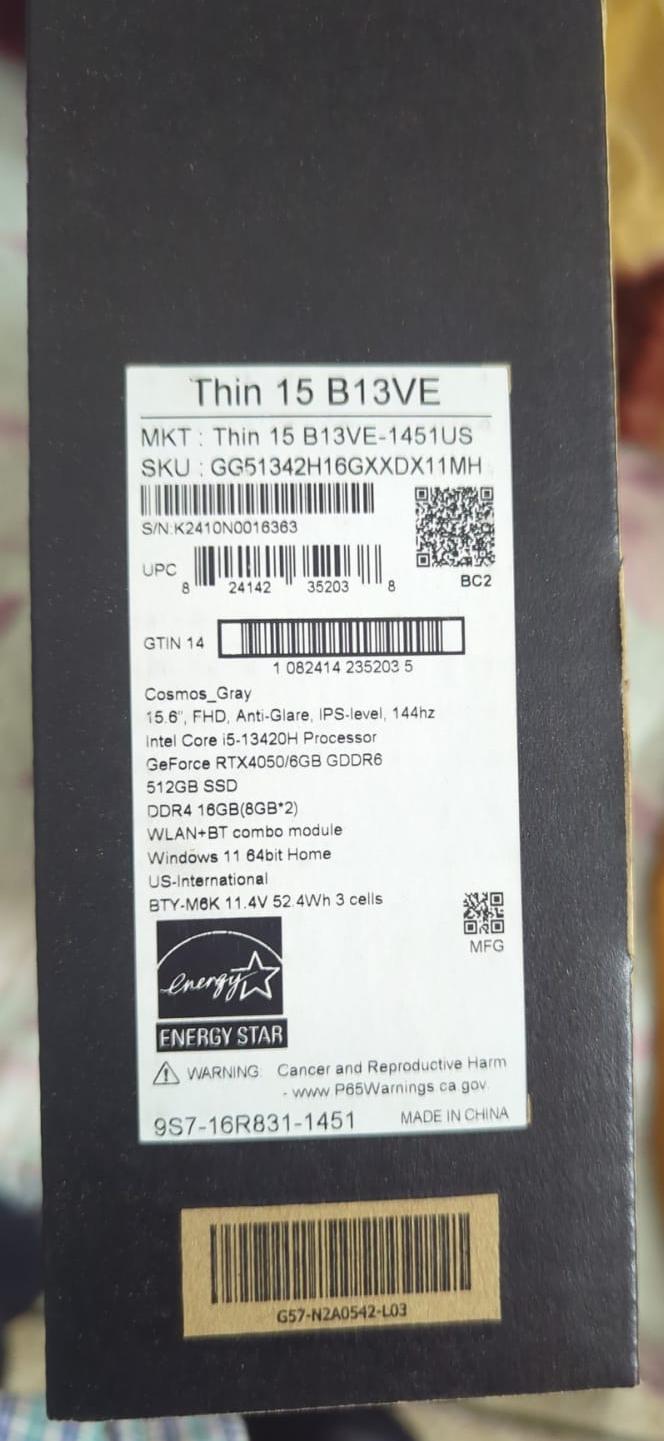 Thin 15 B13VE
MKT : Thin 15 B13VE-1451US
SKU : GG51342H16GXXDX11MH
S/N:K2410N0016363
BC2
UPC 8 24142 35203 8
GTIN 14
1 082414 235203 5
Cosmos_Gray
15.6", FHD, Anti-Glare, IPS-level, 144hz
Intel Core i5-13420H Processor
GeForce RTX4050/6GB GDDR6
512GB SSD
DDR4 16GB(8GB*2)
WLAN+BT combo module
Windows 11 64bit Home
US-International
BTY-M6K 11.4V 52.4Wh 3 cells
MFG
energy
ENERGY STAR
WARNING: Cancer and Reproductive Harm
- www.P65Warnings.ca.gov.
9S7-16R831-1451 MADE IN CHINA
G57-N2A0542-L03